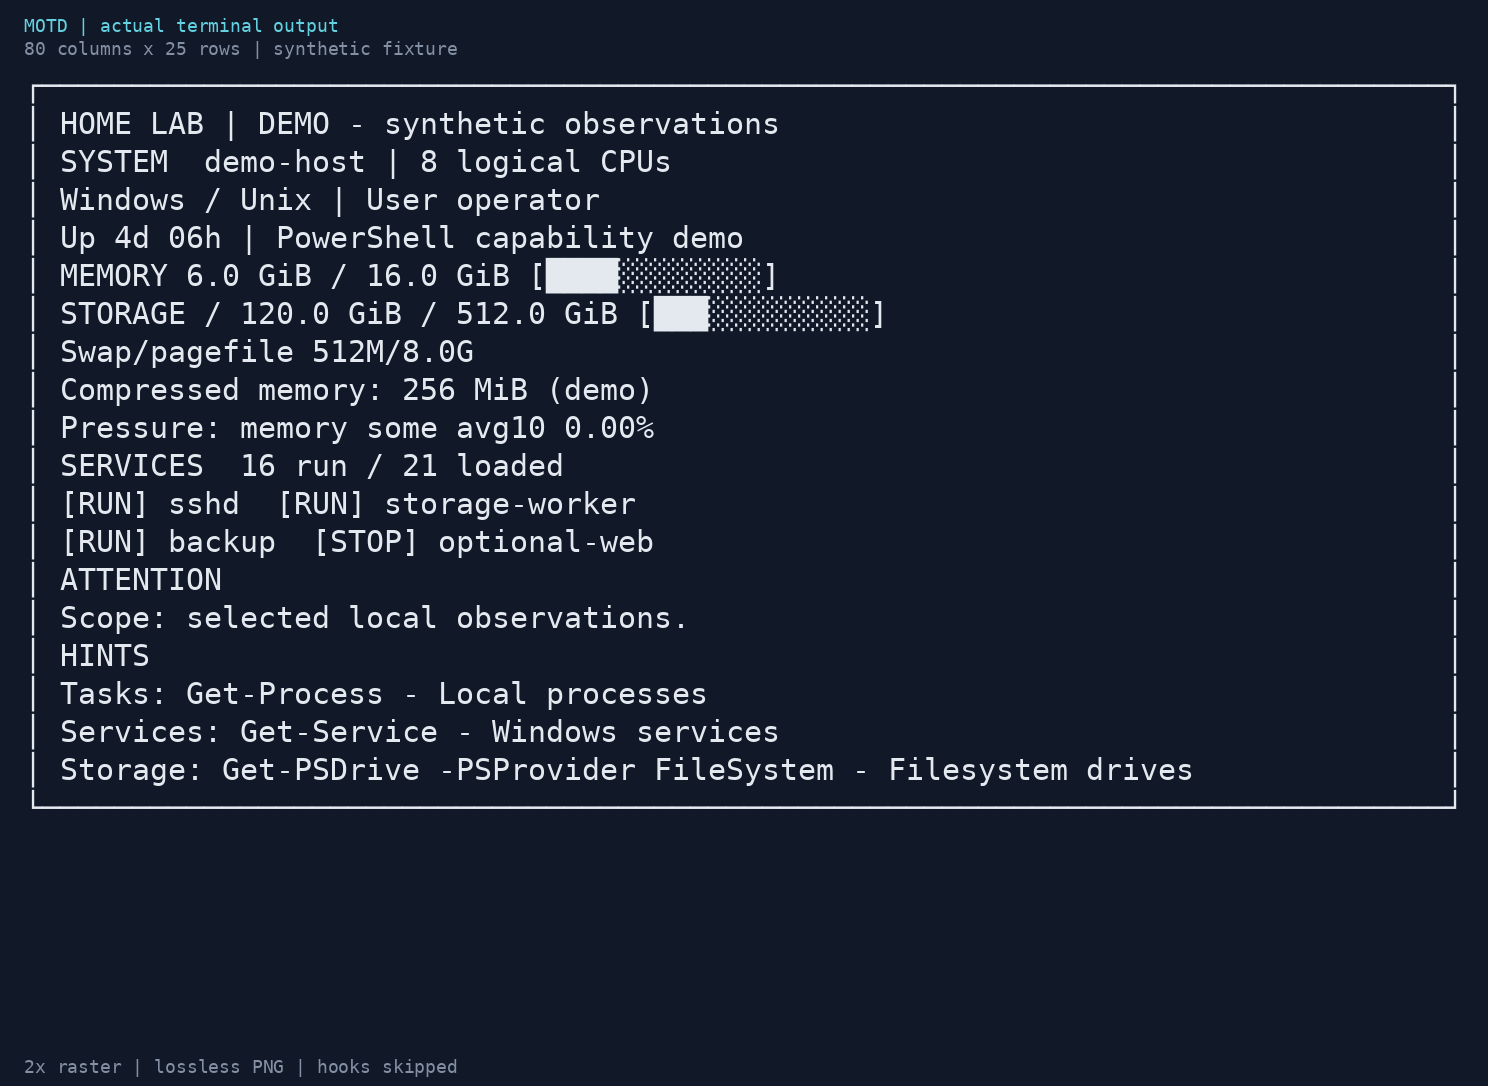 MOTD | actual terminal output
80 columns x 25 rows | synthetic fixture
HOME LAB | DEMO - synthetic observations
SYSTEM  demo-host | 8 logical CPUs
Windows / Unix | User operator
Up 4d 06h | PowerShell capability demo
MEMORY 6.0 GiB / 16.0 GiB [████░░░░░░░░]
STORAGE / 120.0 GiB / 512.0 GiB [███░░░░░░░░░]
Swap/pagefile 512M/8.0G
Compressed memory: 256 MiB (demo)
Pressure: memory some avg10 0.00%
SERVICES  16 run / 21 loaded
[RUN] sshd  [RUN] storage-worker
[RUN] backup  [STOP] optional-web
ATTENTION
Scope: selected local observations.
HINTS
Tasks: Get-Process - Local processes
Services: Get-Service - Windows services
Storage: Get-PSDrive -PSProvider FileSystem - Filesystem drives
2x raster | lossless PNG | hooks skipped